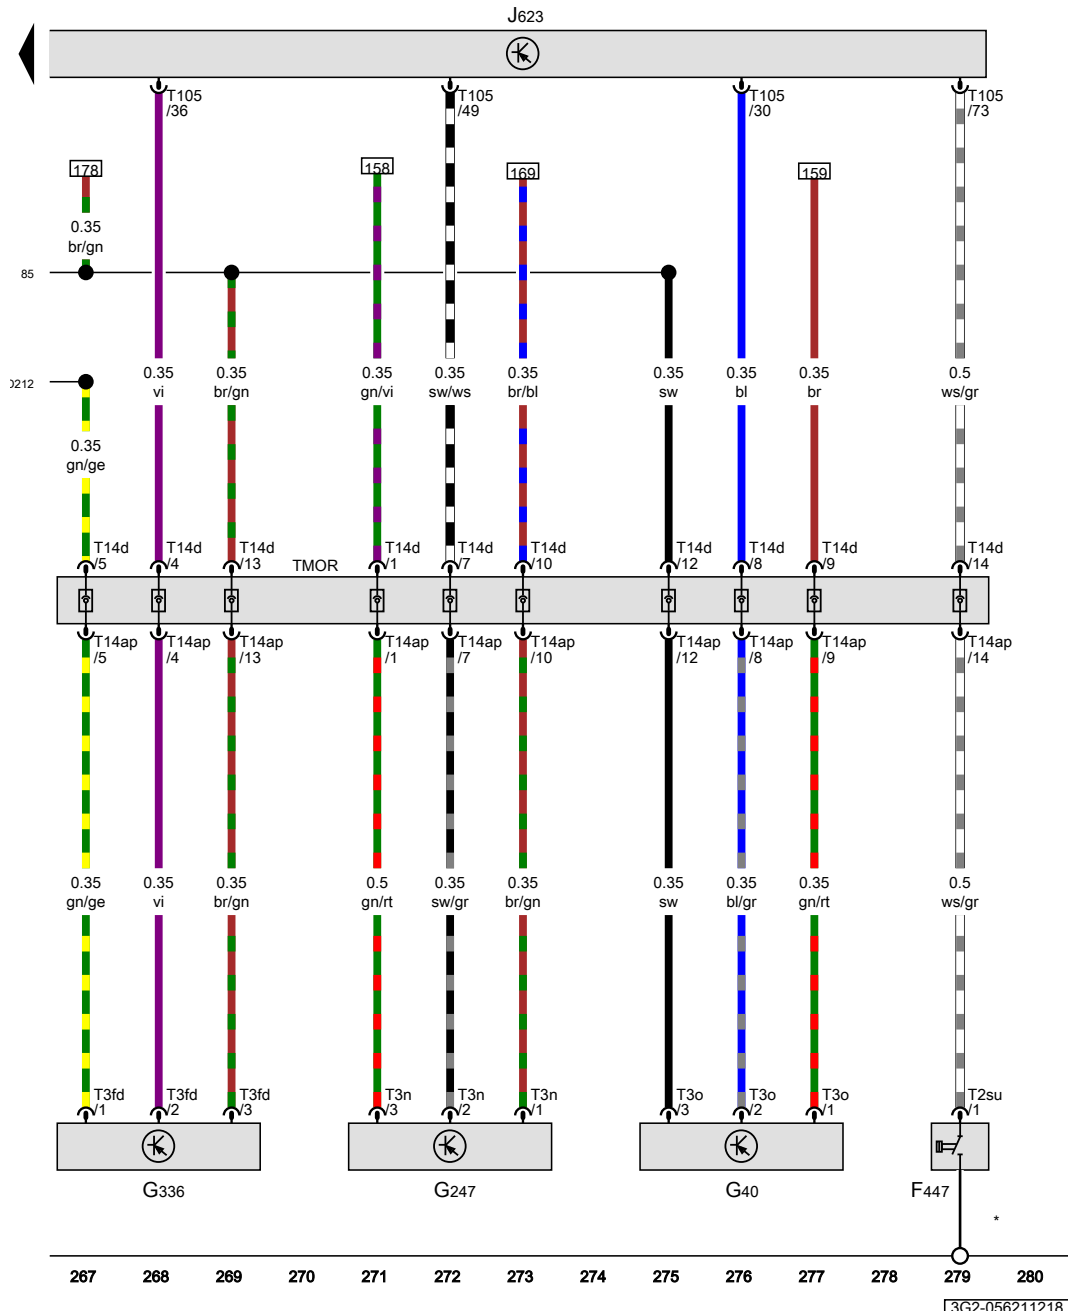 J623
T105 T105 T105 T105
/36 /49 /30 /73
178 158 169 159
0.35
br/gn
85
0.35 0.35 0.35 0.35 0.35 0.35 0.35 0.35 0.5
vi br/gn gn/vi sw/ws br/bl sw bl br ws/gr
0212
0.35
gn/ge
T14d T14d T14d T14d T14d T14d T14d T14d T14d T14d
/5 /4 /13 /1 /7 /10 /12 /8 /9 /14
TMOR
T14ap T14ap T14ap T14ap T14ap T14ap T14ap T14ap T14ap T14ap
/5 /4 /13 /1 /7 /10 /12 /8 /9 /14
0.35 0.35 0.35 0.5 0.35 0.35 0.35 0.35 0.35 0.5
gn/ge vi br/gn gn/rt sw/gr br/gn sw bl/gr gn/rt ws/gr
T3fd T3fd T3fd T3n T3n T3n T3o T3o T3o T2su
/1 /2 /3 /3 /2 /1 /3 /2 /1 /1
G336 G247 G40 F447
*
267 268 269 270 271 272 273 274 275 276 277 278 279 280
3G2-056211218